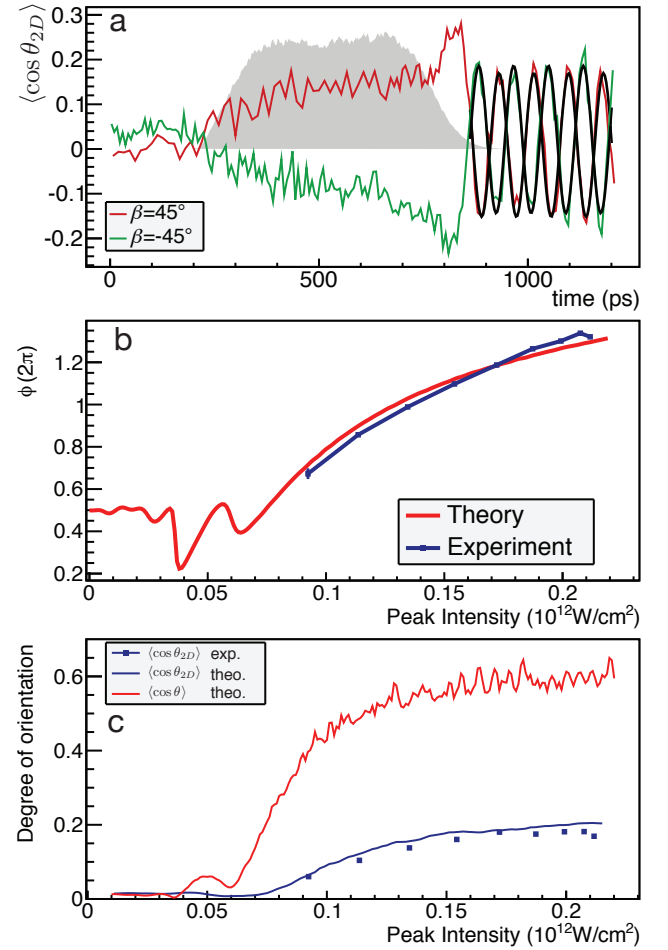 a
⟨cos θ2D⟩
0.3
0.2
0.1
0
-0.1
-0.2
β=45°
β=-45°
0 500 1000
time (ps)
b
ϕ (2π)
1.2
1
0.8
0.6
0.4
0.2
Theory
Experiment
0 0.05 0.1 0.15 0.2
Peak Intensity (10¹²W/cm²)
⟨cos θ2D⟩ exp.
⟨cos θ2D⟩ theo.
⟨cos θ⟩ theo.
c
Degree of orientation
0.6
0.4
0.2
0
0 0.05 0.1 0.15 0.2
Peak Intensity (10¹²W/cm²)